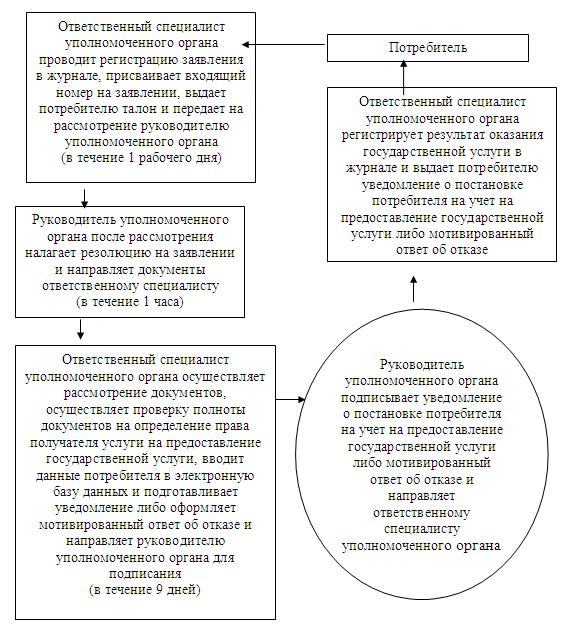 Ответственный специалист
уполномоченного органа
проводит регистрацию заявления
в журнале, присваивает входящий
номер на заявлении, выдает
потребителю талон и передает на
рассмотрение руководителю
уполномоченного органа
(в течение 1 рабочего дня)
Потребитель
Руководитель уполномоченного
органа после рассмотрения
налагает резолюцию на заявлении
и направляет документы
ответственному специалисту
(в течение 1 часа)
Ответственный специалист
уполномоченного органа осуществляет
рассмотрение документов,
осуществляет проверку полноты
документов на определение права
получателя услуги на предоставление
государственной услуги, вводит
данные потребителя в электронную
базу данных и подготавливает
уведомление либо оформляет
мотивированный ответ об отказе и
направляет руководителю
уполномоченного органа для
подписания
(в течение 9 дней)
Руководитель
уполномоченного органа
подписывает уведомление
о постановке потребителя
на учет на предоставление
государственной услуги
либо мотивированный
ответ об отказе и
направляет
ответственному
специалисту
уполномоченного органа
Ответственный специалист
уполномоченного органа
регистрирует результат оказания
государственной услуги в
журнале и выдает потребителю
уведомление о постановке
потребителя на учет на
предоставление государственной
услуги либо мотивированный
ответ об отказе